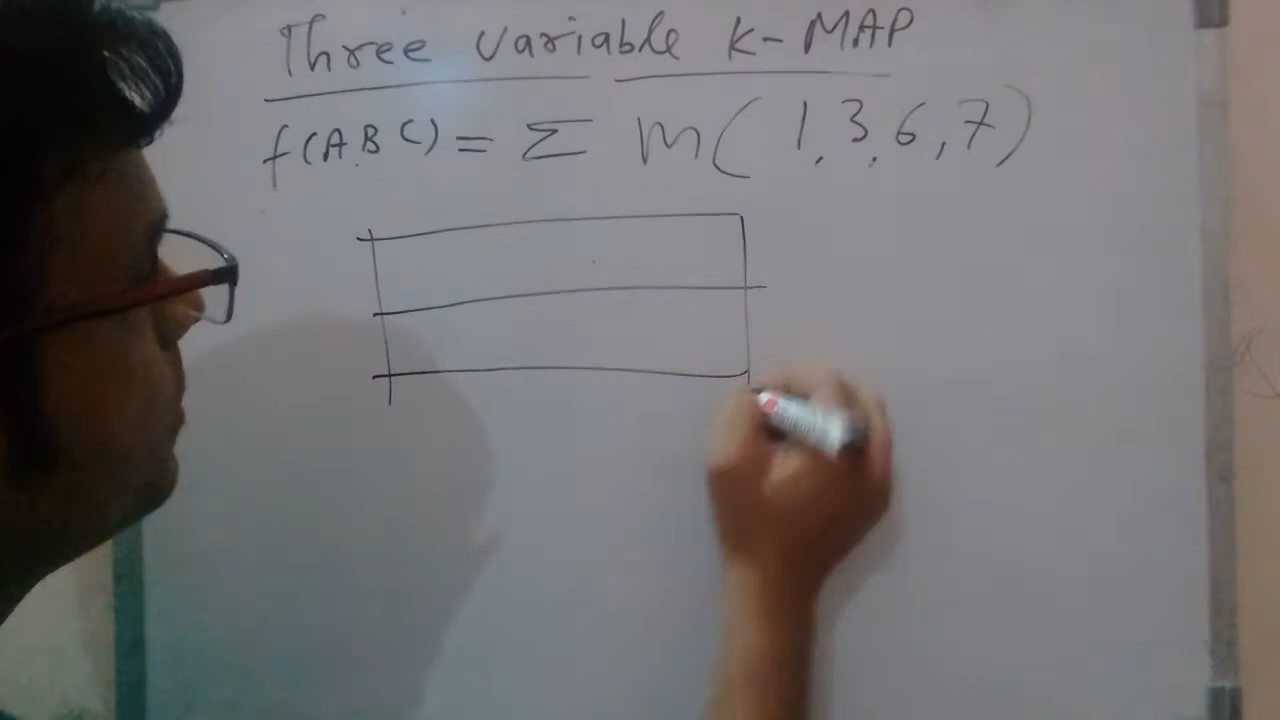 Three variable K-MAP
f(A,B C) = Σ m(1,3,6,7)